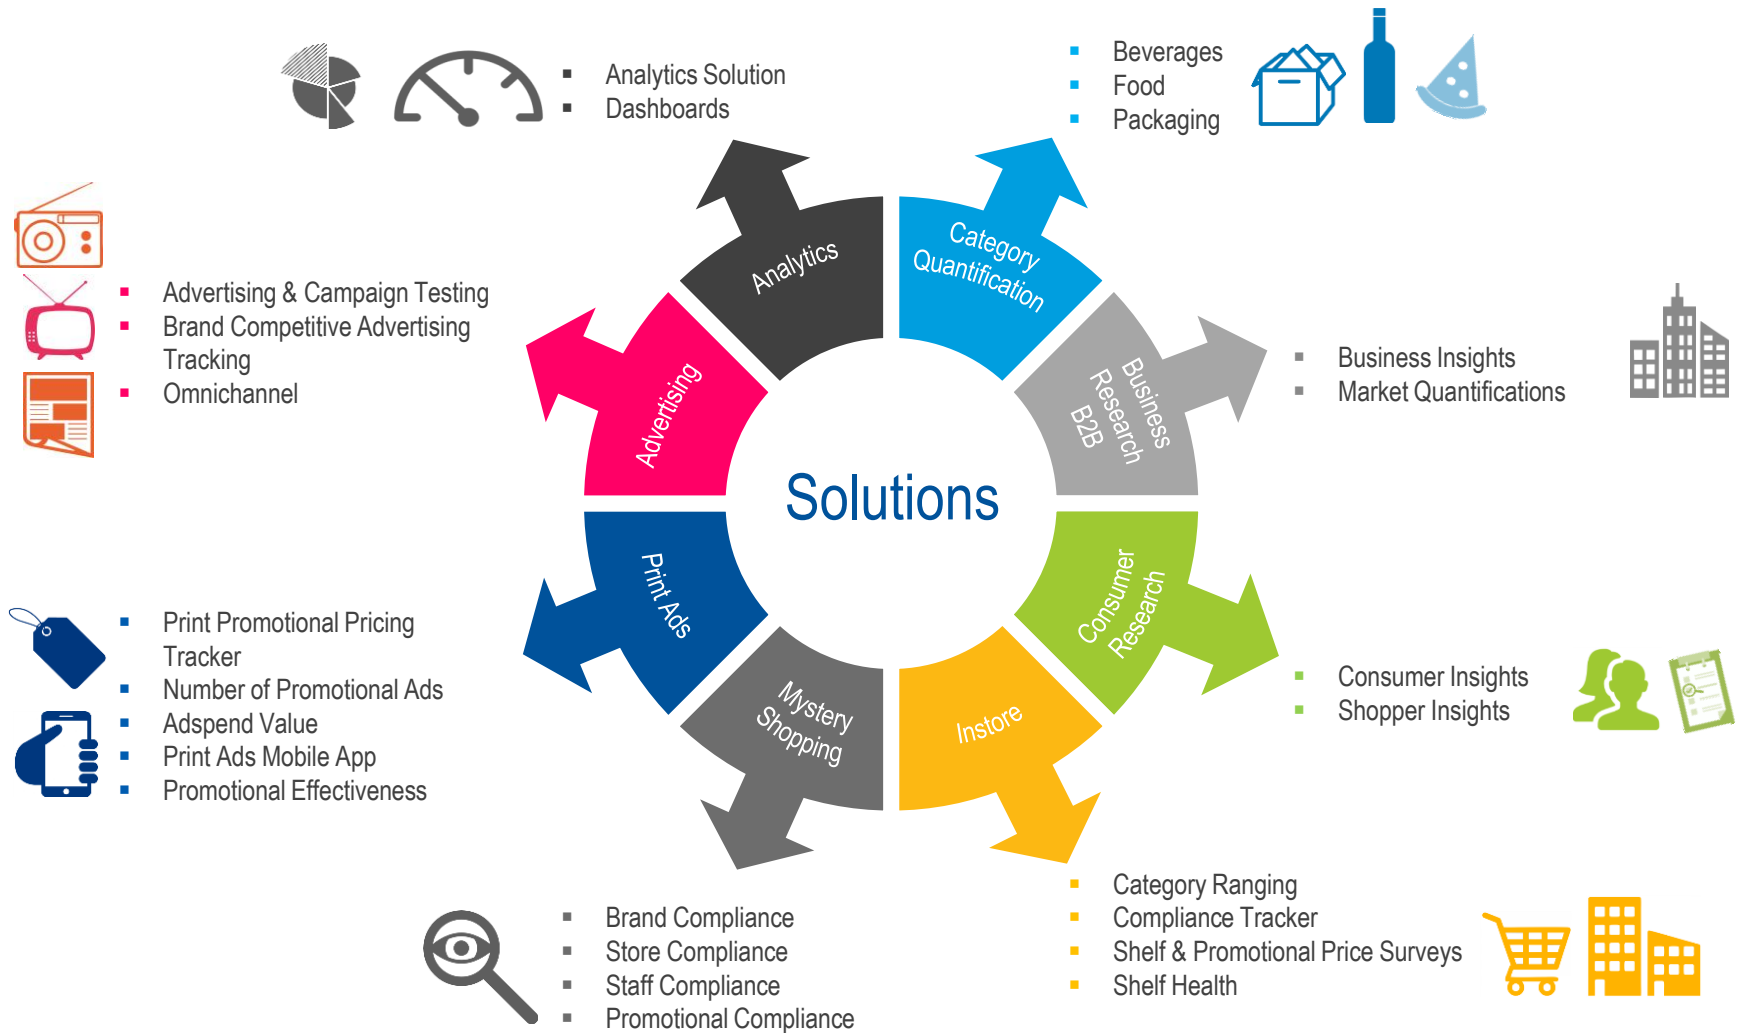 Analytics Solution
Dashboards
Beverages
Food
Packaging
Advertising & Campaign Testing
Brand Competitive Advertising
Tracking
Omnichannel
Business Insights
Market Quantifications
Analytics
Category
Quantification
Business
Research
B2B
Advertising
Solutions
Print Ads
Consumer
Research
Mystery
Shopping
Instore
Print Promotional Pricing
Tracker
Number of Promotional Ads
Adspend Value
Print Ads Mobile App
Promotional Effectiveness
Consumer Insights
Shopper Insights
Brand Compliance
Store Compliance
Staff Compliance
Promotional Compliance
Category Ranging
Compliance Tracker
Shelf & Promotional Price Surveys
Shelf Health